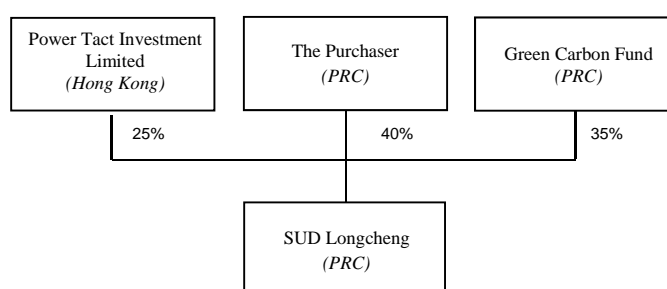 Power Tact Investment
Limited
(Hong Kong)
The Purchaser
(PRC)
Green Carbon Fund
(PRC)
25%
40%
35%
SUD Longcheng
(PRC)